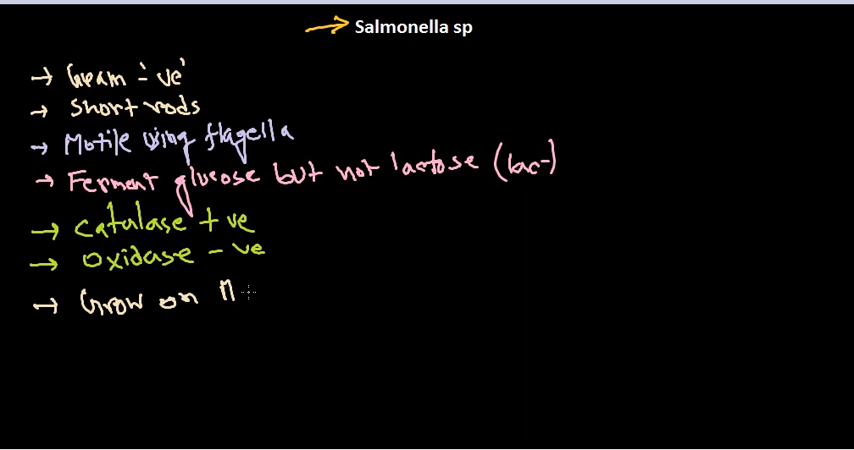 → Salmonella sp
→ Gram '-ve'
→ Short rods
→ Motile using flagella
→ Ferment glucose but not lactose (lac-)
→ Catalase +ve
→ Oxidase -ve
→ Grow on